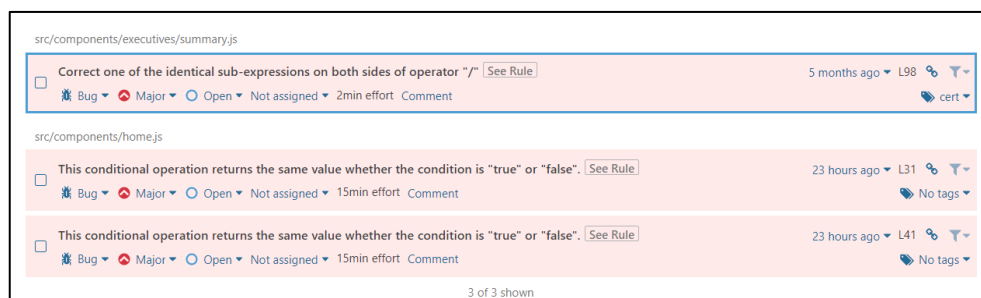 src/components/executives/summary.js
Correct one of the identical sub-expressions on both sides of operator "/" See Rule 5 months ago L98
Bug Major Open Not assigned 2min effort Comment cert
src/components/home.js
This conditional operation returns the same value whether the condition is "true" or "false". See Rule 23 hours ago L31
Bug Major Open Not assigned 15min effort Comment No tags
This conditional operation returns the same value whether the condition is "true" or "false". See Rule 23 hours ago L41
Bug Major Open Not assigned 15min effort Comment No tags
3 of 3 shown